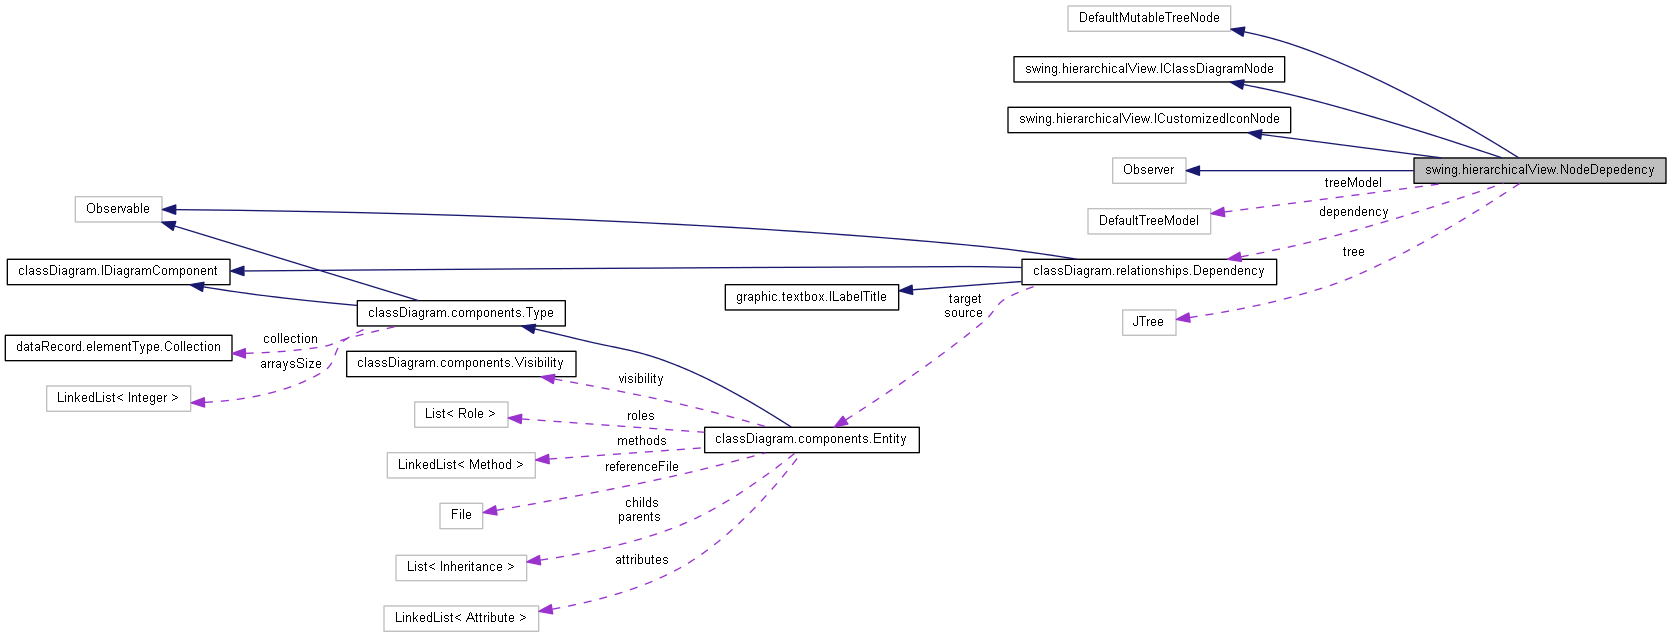 DefaultMutableTreeNode
swing.hierarchicalView.IClassDiagramNode
swing.hierarchicalView.ICustomizedIconNode
Observer
swing.hierarchicalView.NodeDepedency
treeModel
Observable
dependency
DefaultTreeModel
tree
classDiagram.IDiagramComponent
classDiagram.relationships.Dependency
graphic.textbox.ILabelTitle
target
source
classDiagram.components.Type
JTree
collection
dataRecord.elementType.Collection
arraysSize
classDiagram.components.Visibility
visibility
LinkedList< Integer >
List< Role >
roles
methods
classDiagram.components.Entity
LinkedList< Method >
referenceFile
childs
parents
File
attributes
List< Inheritance >
LinkedList< Attribute >